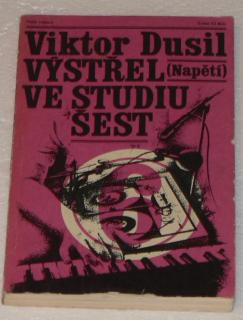 Viktor Dusil
VÝSTŘEL (Napětí)
VE STUDIU
ŠEST